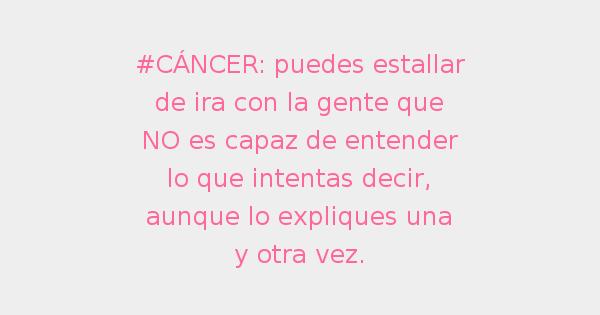 #CÁNCER: puedes estallar
de ira con la gente que
NO es capaz de entender
lo que intentas decir,
aunque lo expliques una
y otra vez.